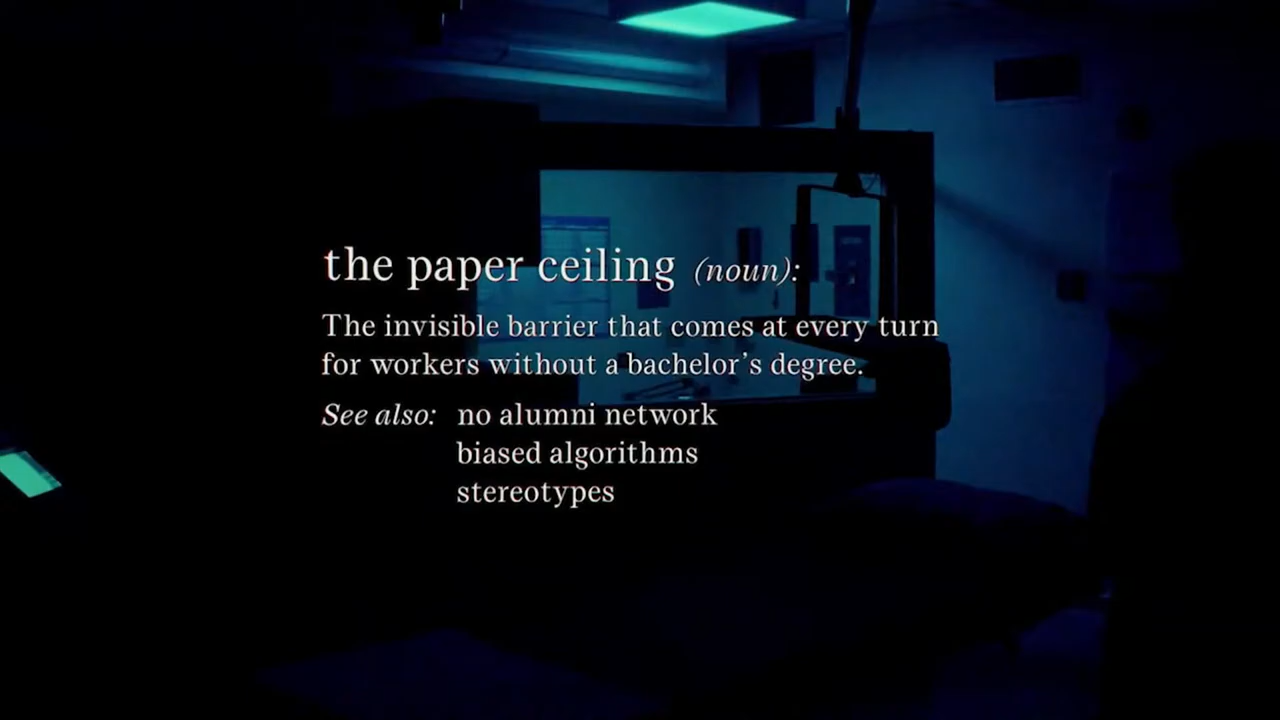 the paper ceiling (noun):
The invisible barrier that comes at every turn
for workers without a bachelor’s degree.
See also: no alumni network
biased algorithms
stereotypes